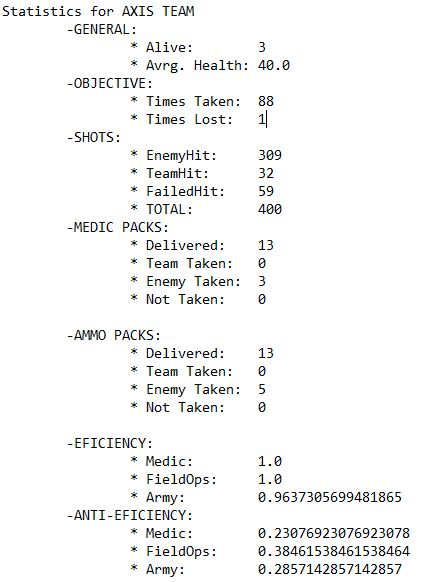 Statistics for AXIS TEAM
-GENERAL:
* Alive: 3
* Avrg. Health: 40.0
-OBJECTIVE:
* Times Taken: 88
* Times Lost: 1
-SHOTS:
* EnemyHit: 309
* TeamHit: 32
* FailedHit: 59
* TOTAL: 400
-MEDIC PACKS:
* Delivered: 13
* Team Taken: 0
* Enemy Taken: 3
* Not Taken: 0
-AMMO PACKS:
* Delivered: 13
* Team Taken: 0
* Enemy Taken: 5
* Not Taken: 0
-EFICIENCY:
* Medic: 1.0
* FieldOps: 1.0
* Army: 0.9637305699481865
-ANTI-EFICIENCY:
* Medic: 0.23076923076923078
* FieldOps: 0.38461538461538464
* Army: 0.2857142857142857